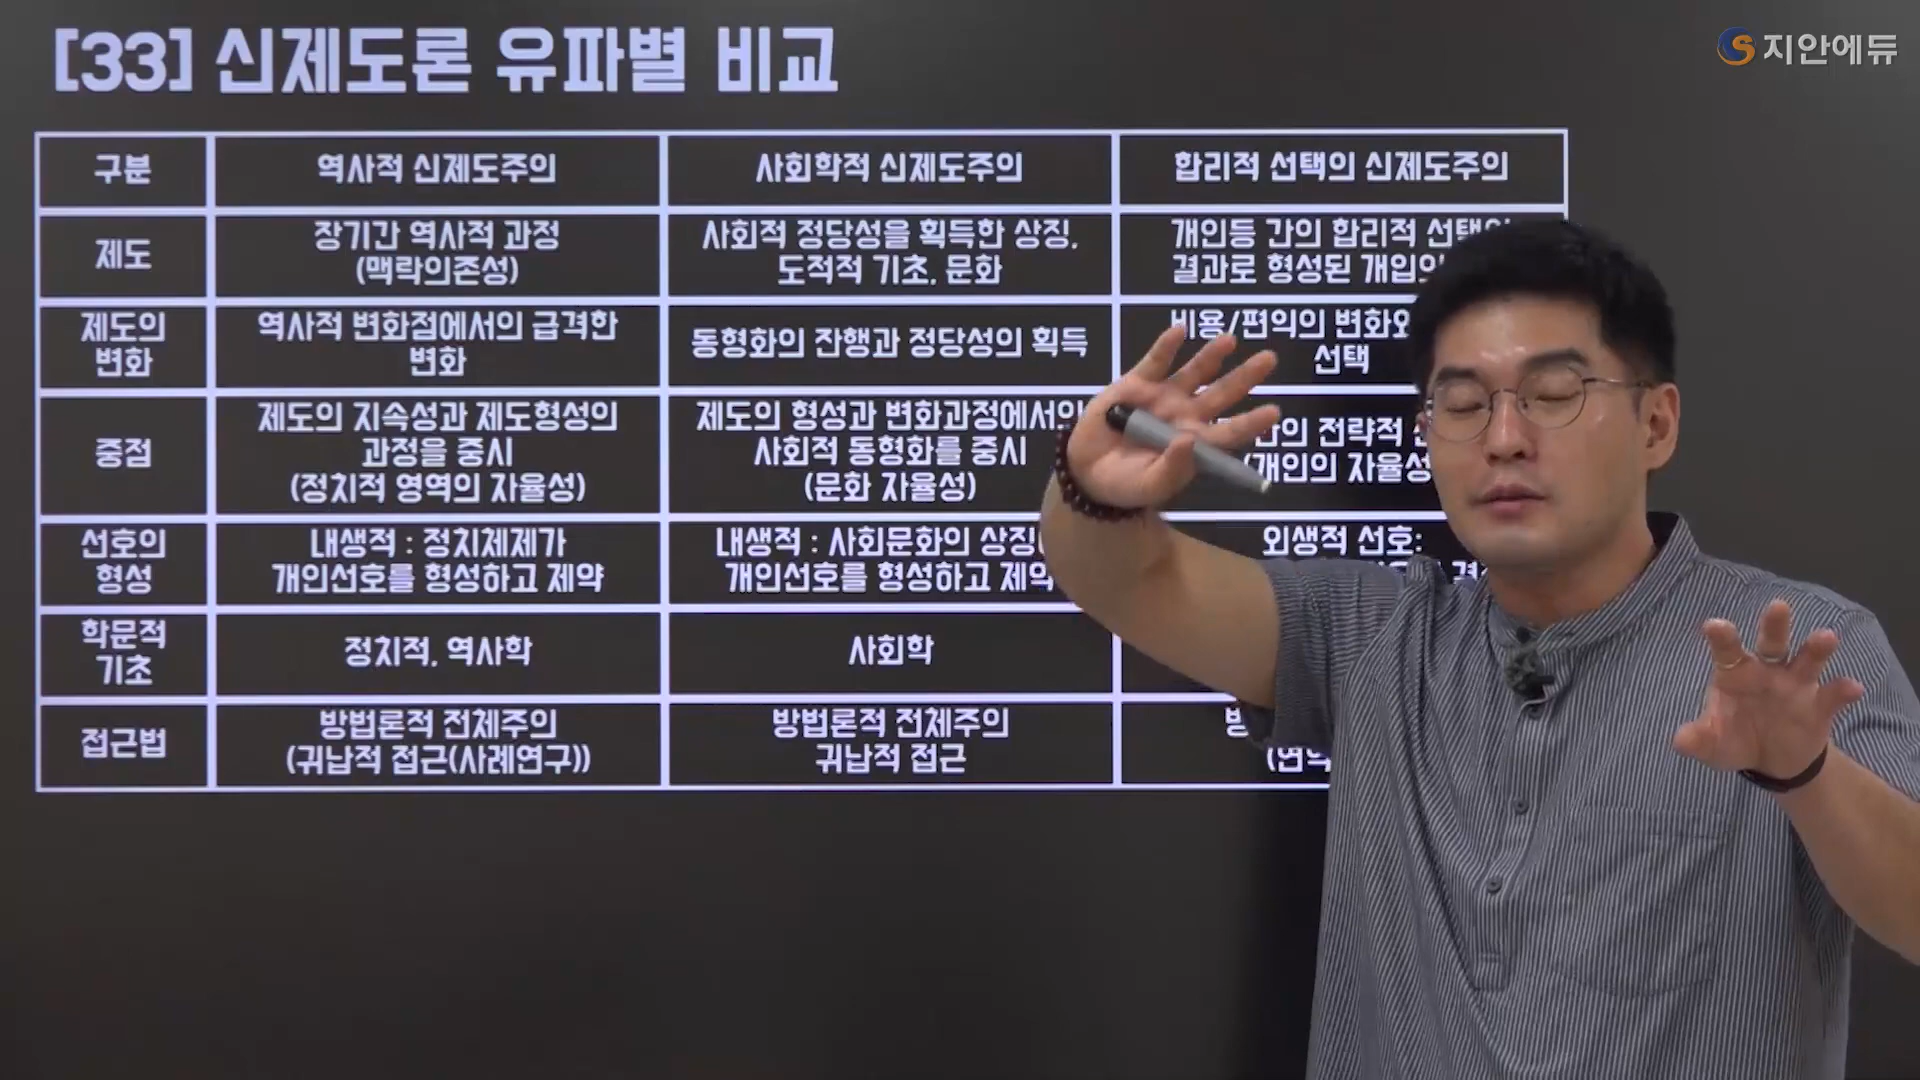 [33] 신제도론 유파별 비교
지안에듀
구분
역사적 신제도주의
사회학적 신제도주의
합리적 선택의 신제도주의
제도
장기간 역사적 과정
(맥락의존성)
사회적 정당성을 획득한 상징,
도적적 기초, 문화
개인등 간의 합리적
결과로 형성된
제도의
변화
역사적 변화점에서의 급격한
변화
동형화의 잔행과 정당성의 획득
비용/편익의
선택
중점
제도의 지속성과 제도형성의
과정을 중시
(정치적 영역의 자율성)
제도의 형성과 변화과정에서의
사회적 동형화를 중시
(문화 자율성)
전략적
(개인의
선호의
형성
내생적 : 정치체제가
개인선호를 형성하고 제약
내생적 : 사회문화의
개인선호를 형성하고 제약
외생적 선호:
학문적
기초
정치적, 역사학
사회학
접근법
방법론적 전체주의
(귀납적 접근(사례연구))
방법론적 전체주의
귀납적 접근